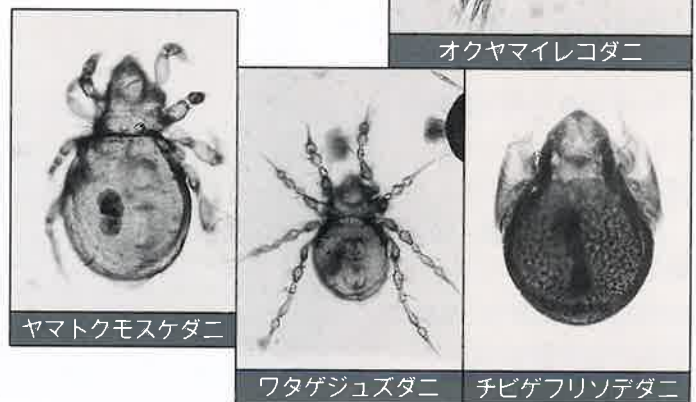 オクヤマイレコダニ
ヤマトクモスケダニ
ワタゲジュズダニ
チビゲフリソデダニ